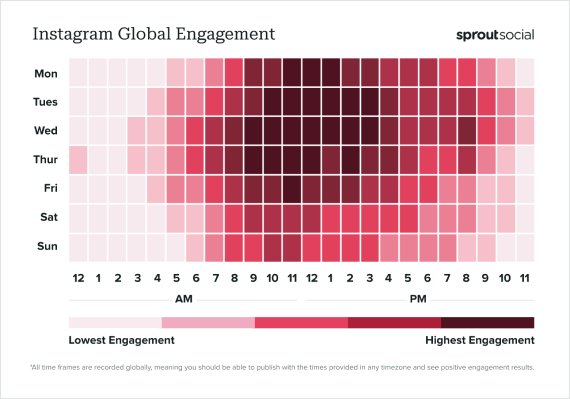 Instagram Global Engagement
sproutsocial
Mon
Tues
Wed
Thur
Fri
Sat
Sun
12 1 2 3 4 5 6 7 8 9 10 11 12 1 2 3 4 5 6 7 8 9 10 11
AM PM
Lowest Engagement Highest Engagement
*All time frames are recorded globally, meaning you should be able to publish with the times provided in any timezone and see positive engagement results.